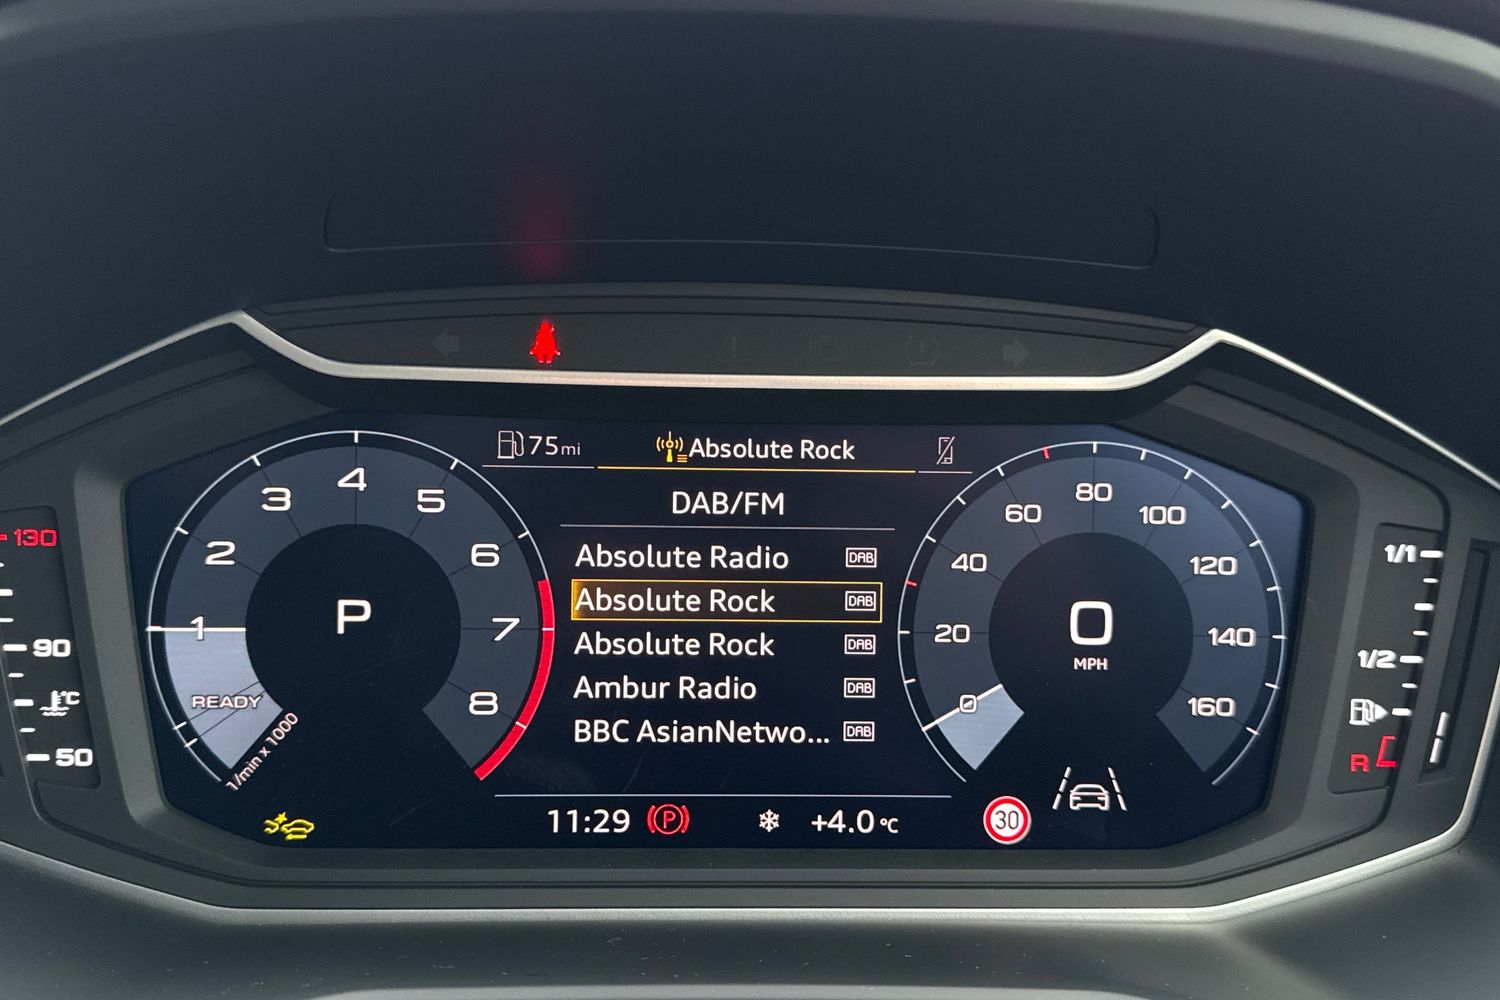 75mi
Absolute Rock
DAB/FM
Absolute Radio DAB
Absolute Rock DAB
Absolute Rock DAB
Ambur Radio DAB
BBC AsianNetwo... DAB
11:29 P +4.0°C
30
130
90
°C
50
1
2
3
4
5
6
7
8
READY
1/min x 1000
P
0
20
40
60
80
100
120
140
160
0
MPH
1/1
1/2
R